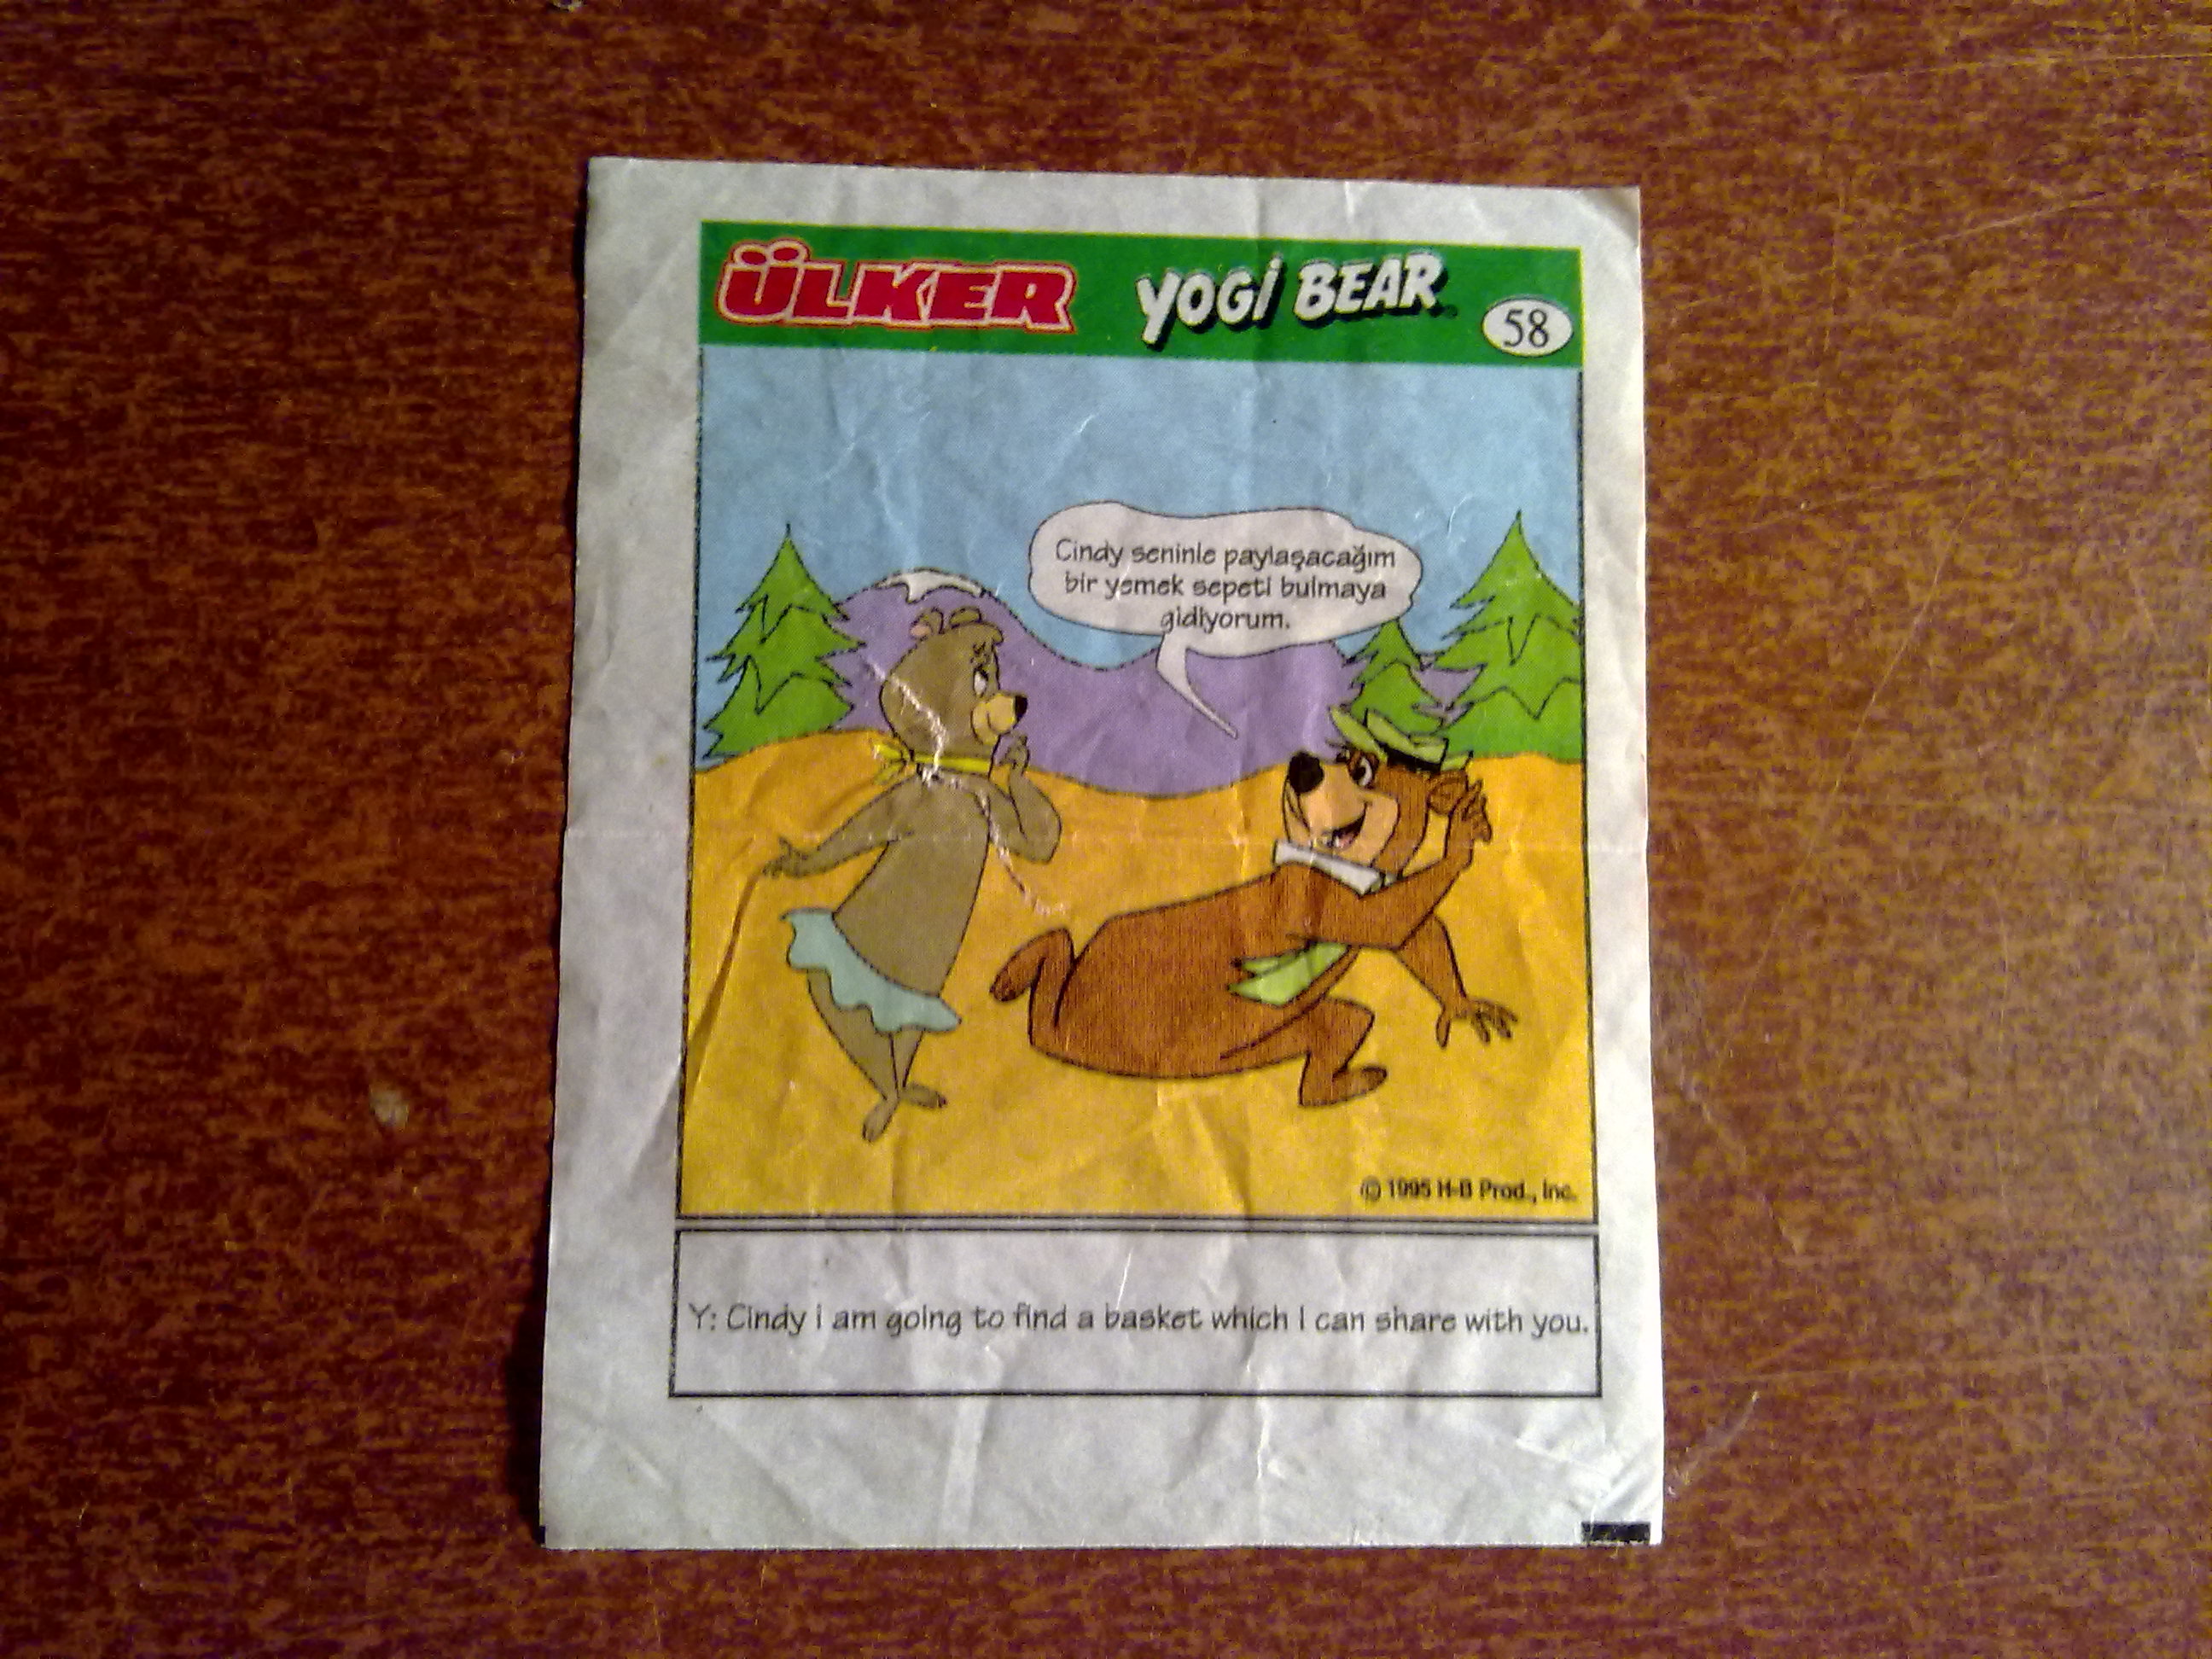 ÜLKER YOGİ BEAR 58
Cindy seninle paylaşacağım
bir yemek sepeti bulmaya
gidiyorum.
© 1995 H-B Prod., Inc.
Y: Cindy I am going to find a basket which I can share with you.